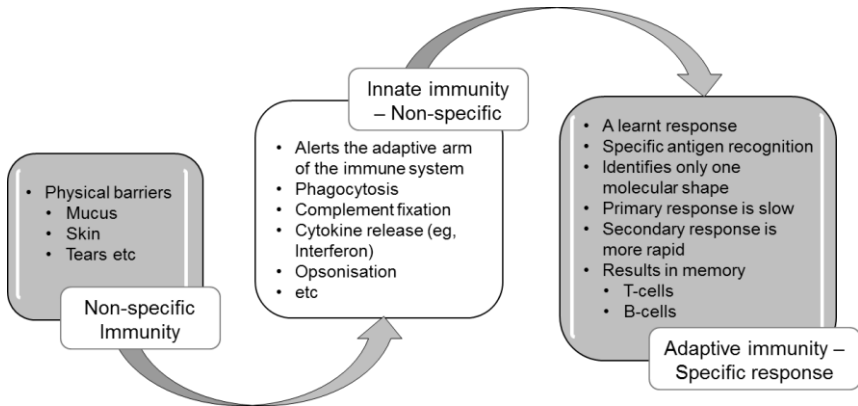 • Physical barriers
• Mucus
• Skin
• Tears etc
Non-specific
Immunity
Innate immunity
– Non-specific
• Alerts the adaptive arm
of the immune system
• Phagocytosis
• Complement fixation
• Cytokine release (eg,
Interferon)
• Opsonisation
• etc
• A learnt response
• Specific antigen recognition
• Identifies only one
molecular shape
• Primary response is slow
• Secondary response is
more rapid
• Results in memory
• T-cells
• B-cells
Adaptive immunity –
Specific response